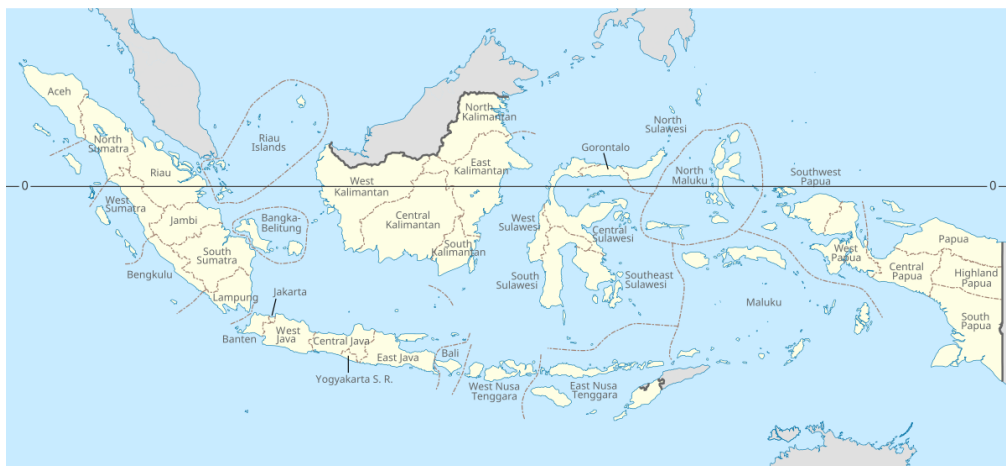 Aceh
North
Sumatra
Riau
Islands
Riau
0
West
Sumatra
Jambi
Bangka-
Belitung
South
Sumatra
Bengkulu
Lampung
Jakarta
Banten
West
Java
Central Java
Yogyakarta S. R.
East Java
Bali
West Nusa
Tenggara
East Nusa
Tenggara
North
Kalimantan
East
Kalimantan
West
Kalimantan
Central
Kalimantan
South
Kalimantan
North
Sulawesi
Gorontalo
West
Sulawesi
Central
Sulawesi
South
Sulawesi
Southeast
Sulawesi
North
Maluku
Maluku
Southwest
Papua
0
West
Papua
Papua
Central
Papua
Highland
Papua
South
Papua